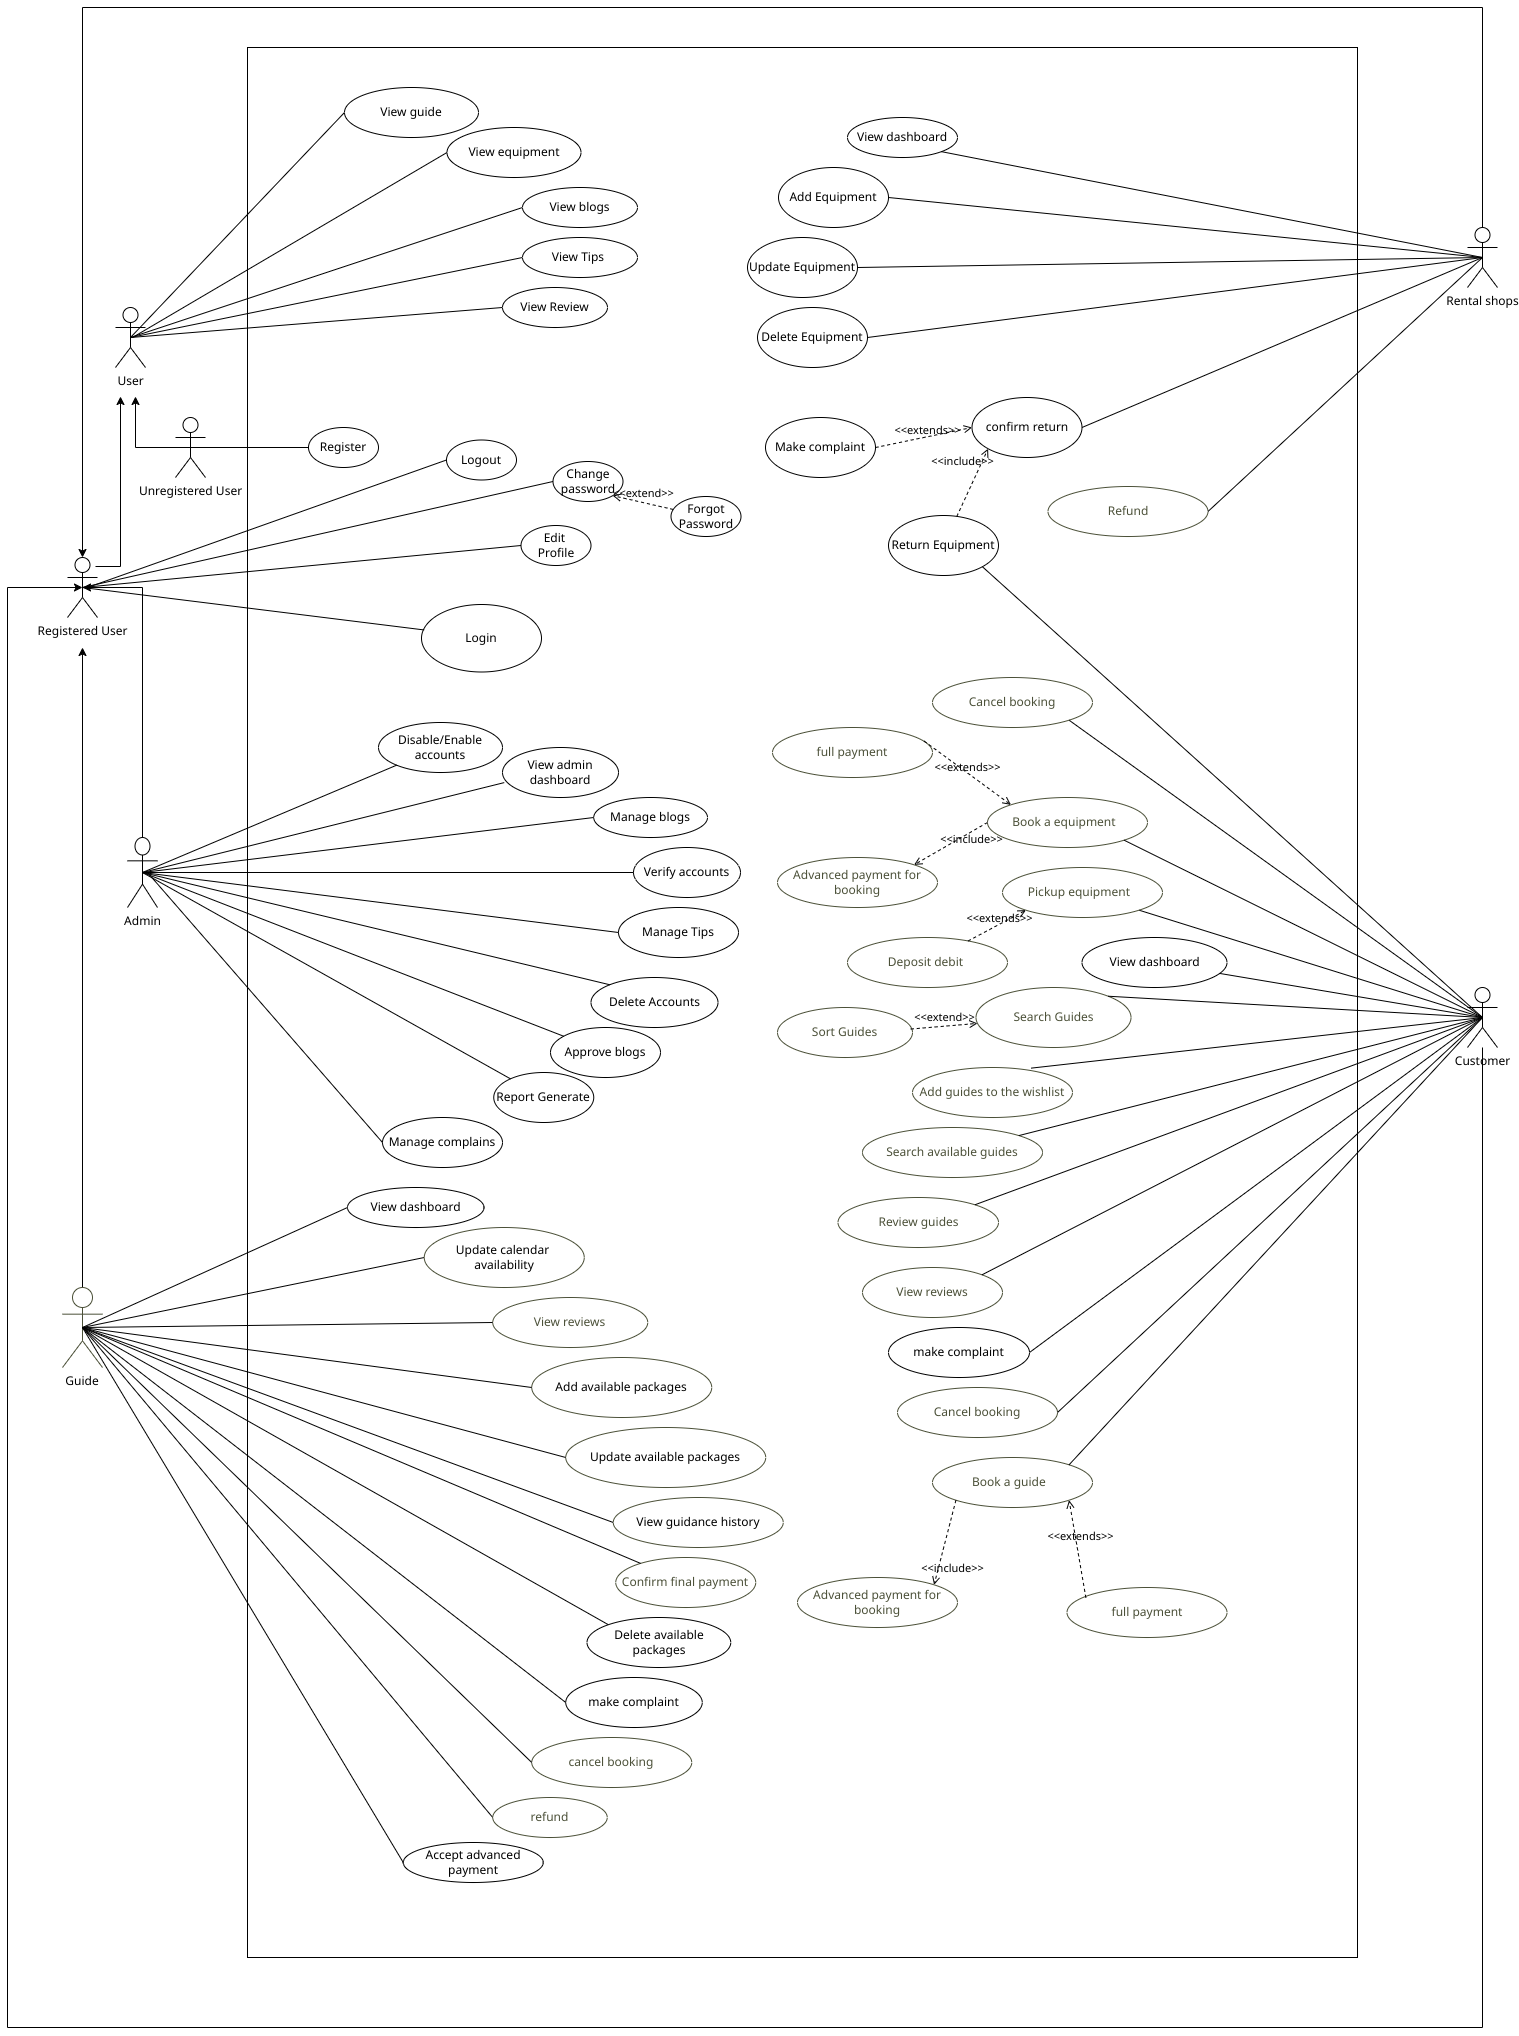 View guide
View equipment
View blogs
View Tips
View Review
User
Unregistered User
Register
Logout
Change
password
<<extend>>
Forgot
Password
Edit
Profile
Registered User
Login
View dashboard
Add Equipment
Update Equipment
Delete Equipment
Rental shops
Make complaint
<<extends>>
confirm return
<<include>>
Refund
Return Equipment
Disable/Enable
accounts
View admin
dashboard
Manage blogs
Verify accounts
Admin
Manage Tips
Delete Accounts
Approve blogs
Report Generate
Manage complains
Cancel booking
full payment
<<extends>>
Book a equipment
<<include>>
Advanced payment for
booking
Pickup equipment
<<extends>>
Deposit debit
View dashboard
Search Guides
<<extend>>
Sort Guides
Customer
Add guides to the wishlist
Search available guides
Review guides
View reviews
make complaint
Cancel booking
Book a guide
<<extends>>
<<include>>
Advanced payment for
booking
full payment
View dashboard
Update calendar
availability
View reviews
Guide
Add available packages
Update available packages
View guidance history
Confirm final payment
Delete available
packages
make complaint
cancel booking
refund
Accept advanced
payment